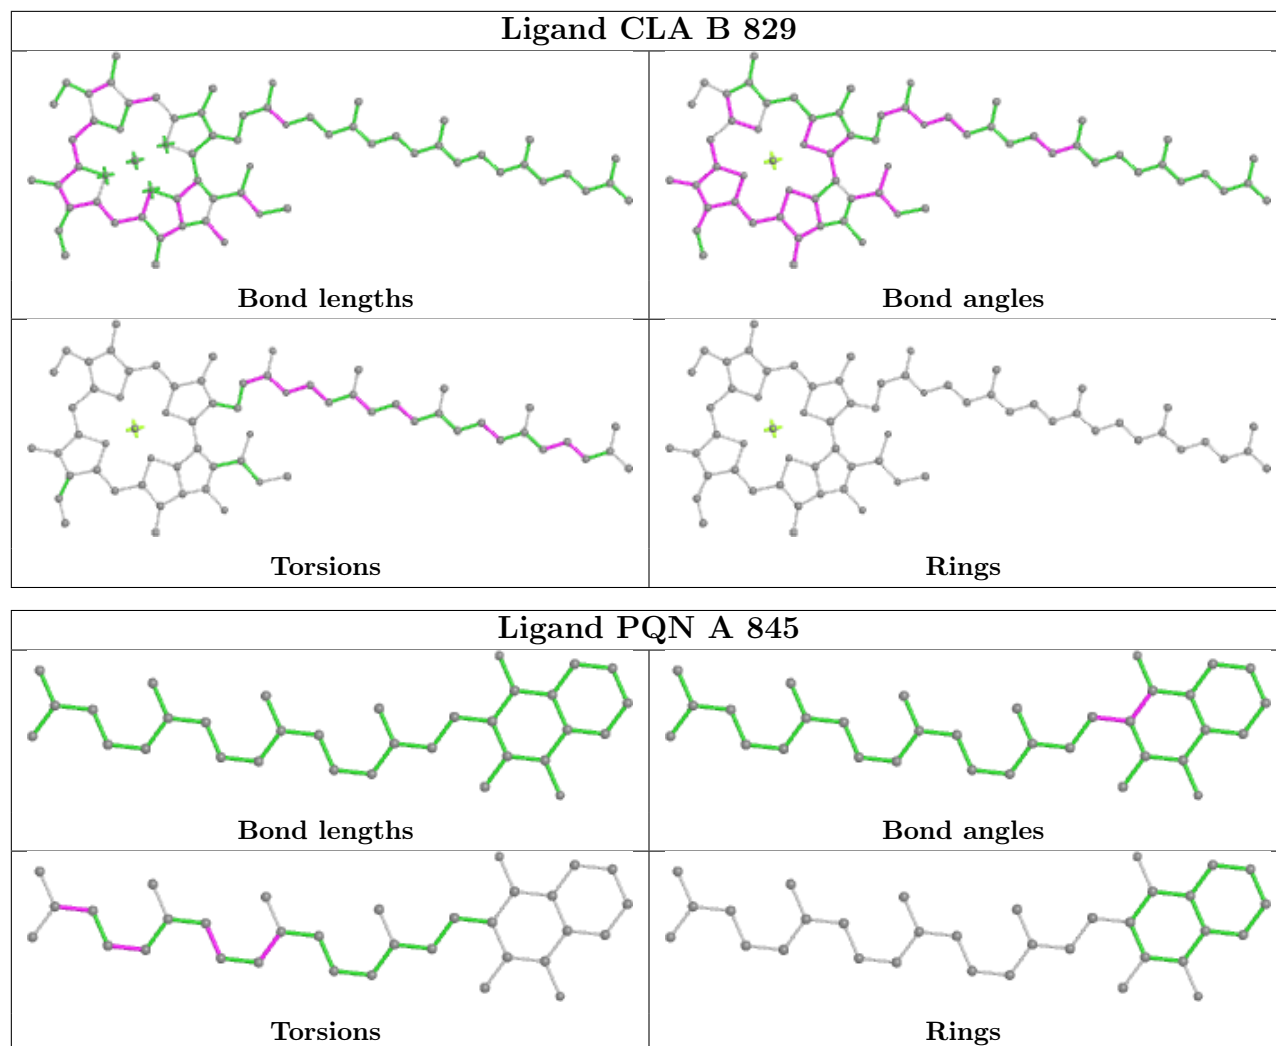 Ligand CLA B 829
Bond lengths
Bond angles
Torsions
Rings
Ligand PQN A 845
Bond lengths
Bond angles
Torsions
Rings